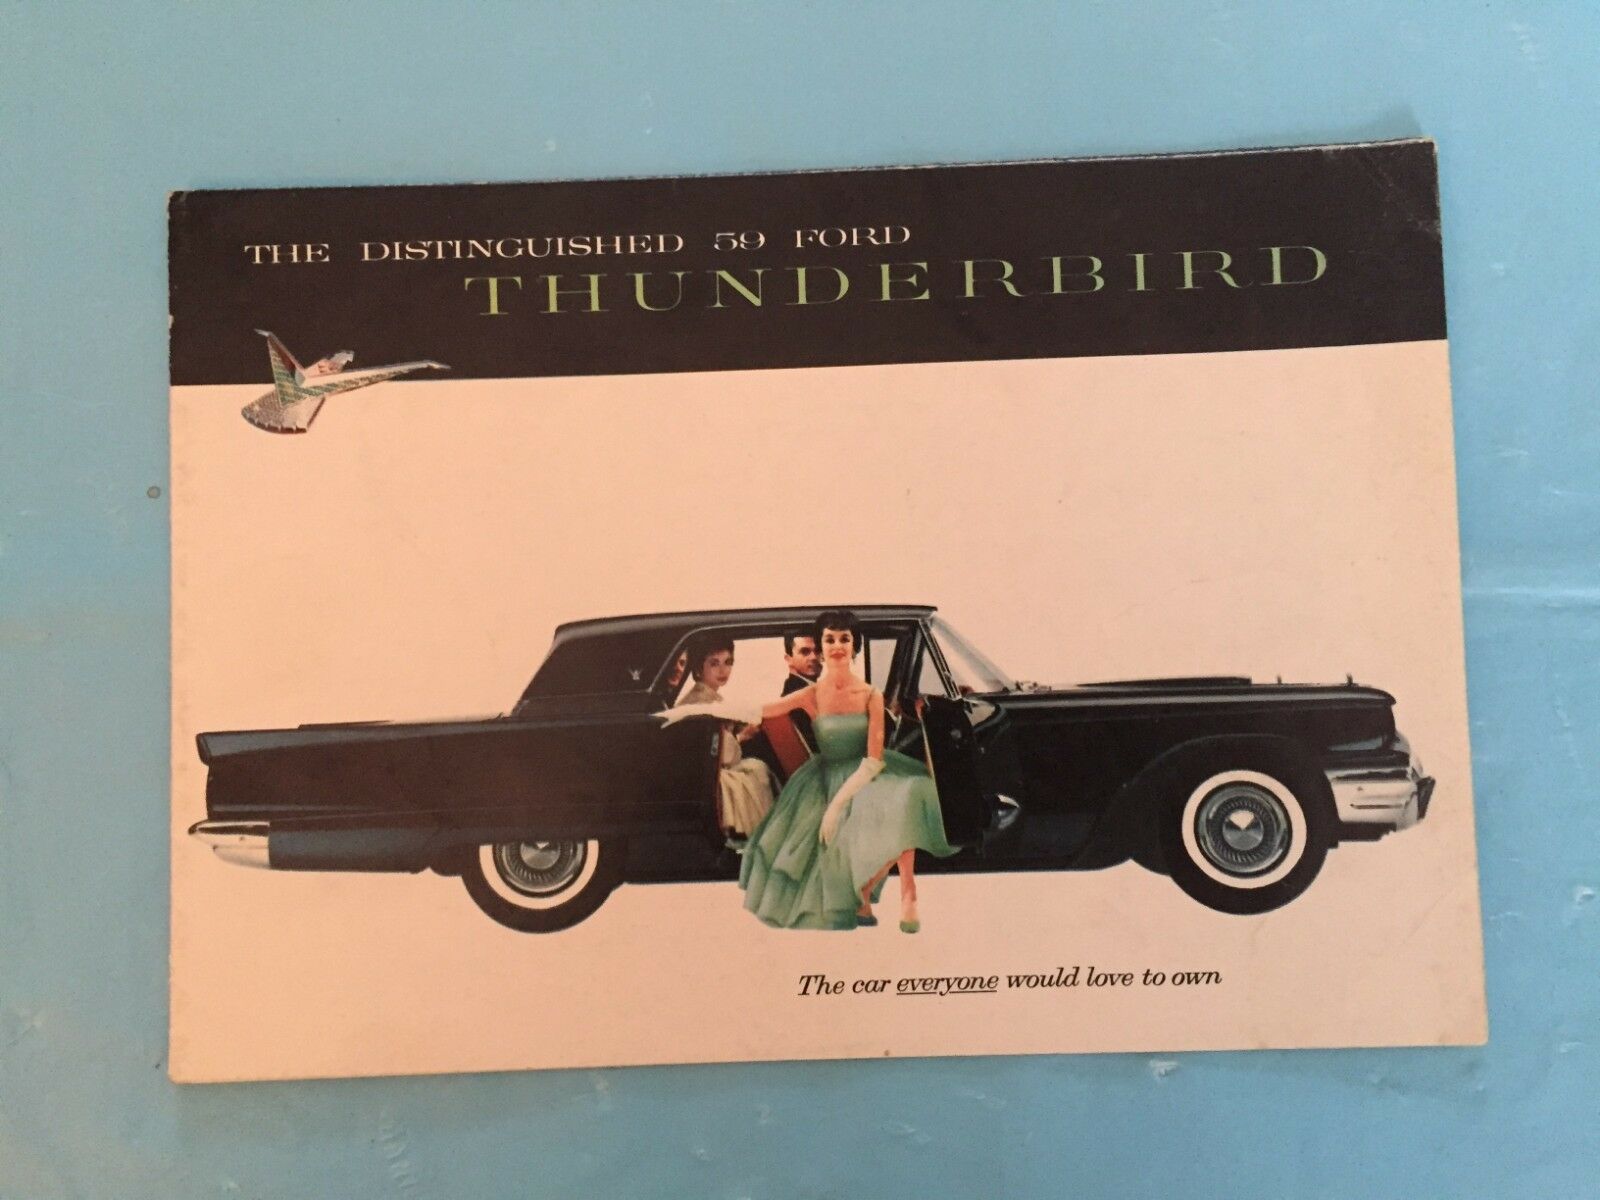 THE DISTINGUISHED 59 FORD
THUNDERBIRD
The car everyone would love to own